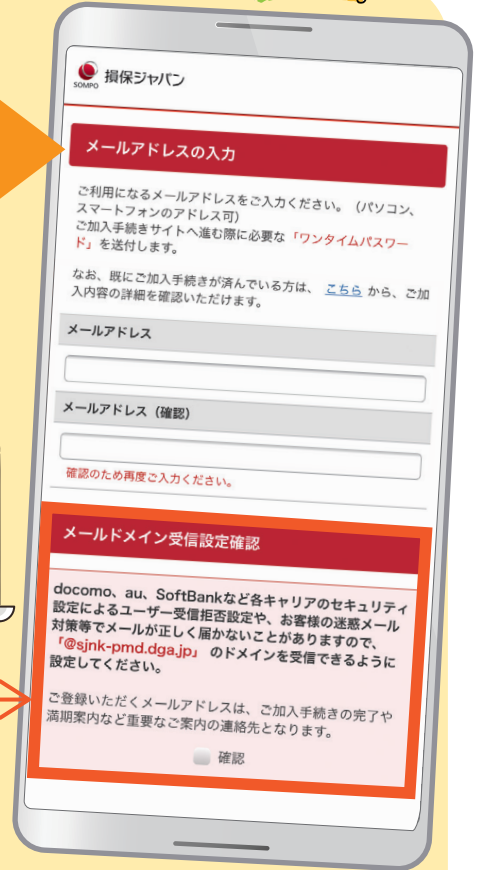 SOMPO 損保ジャパン
メールアドレスの入力
ご利用になるメールアドレスをご入力ください。(パソコン、
スマートフォンのアドレス可)
ご加入手続きサイトへ進む際に必要な「ワンタイムパスワー
ド」を送付します。
なお、既にご加入手続きが済んでいる方は、 こちら から、ご加
入内容の詳細を確認いただけます。
メールアドレス
メールアドレス(確認)
確認のため再度ご入力ください。
メールドメイン受信設定確認
docomo、au、SoftBankなど各キャリアのセキュリティ
設定によるユーザー受信拒否設定や、お客様の迷惑メール
対策等でメールが正しく届かないことがありますので、
「@sjnk-pmd.dga.jp」 のドメインを受信できるように
設定してください。
ご登録いただくメールアドレスは、ご加入手続きの完了や
満期案内など重要なご案内の連絡先となります。
確認